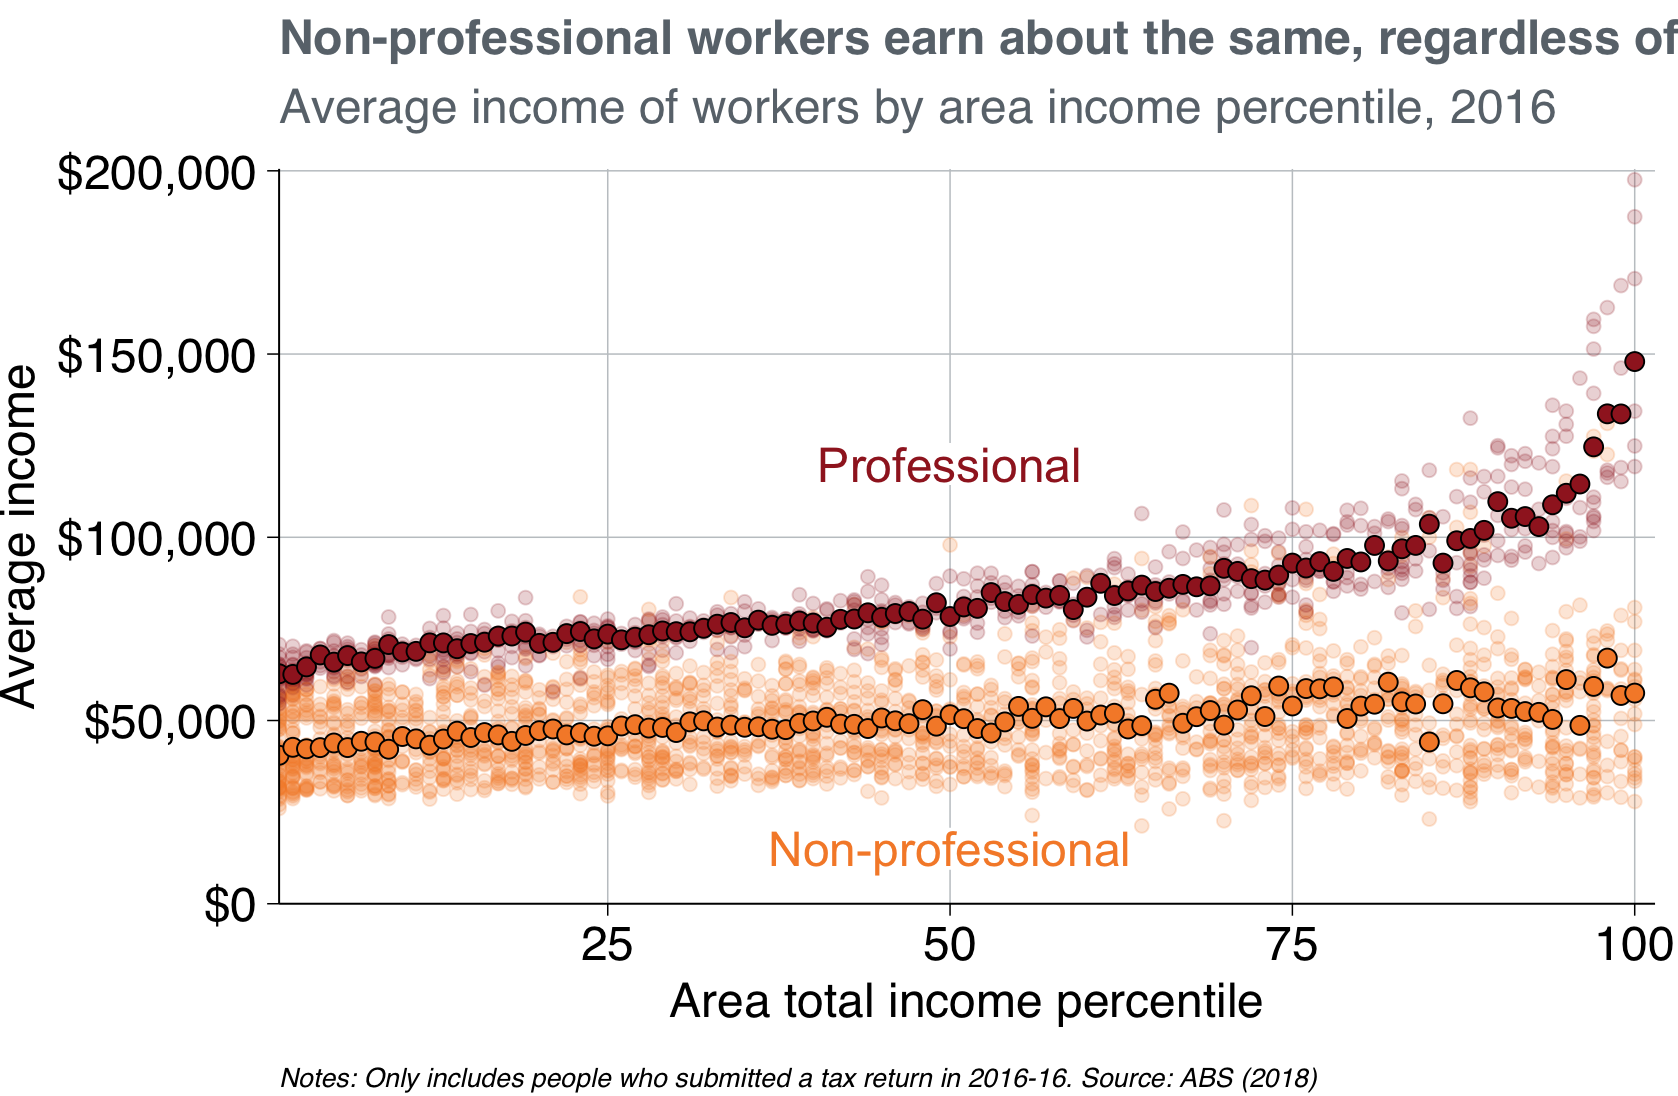 Non-professional workers earn about the same, regardless of
Average income of workers by area income percentile, 2016
$200,000
$150,000
$100,000
$50,000
$0
Average income
Professional
Non-professional
25
50
75
100
Area total income percentile
Notes: Only includes people who submitted a tax return in 2016-16. Source: ABS (2018)